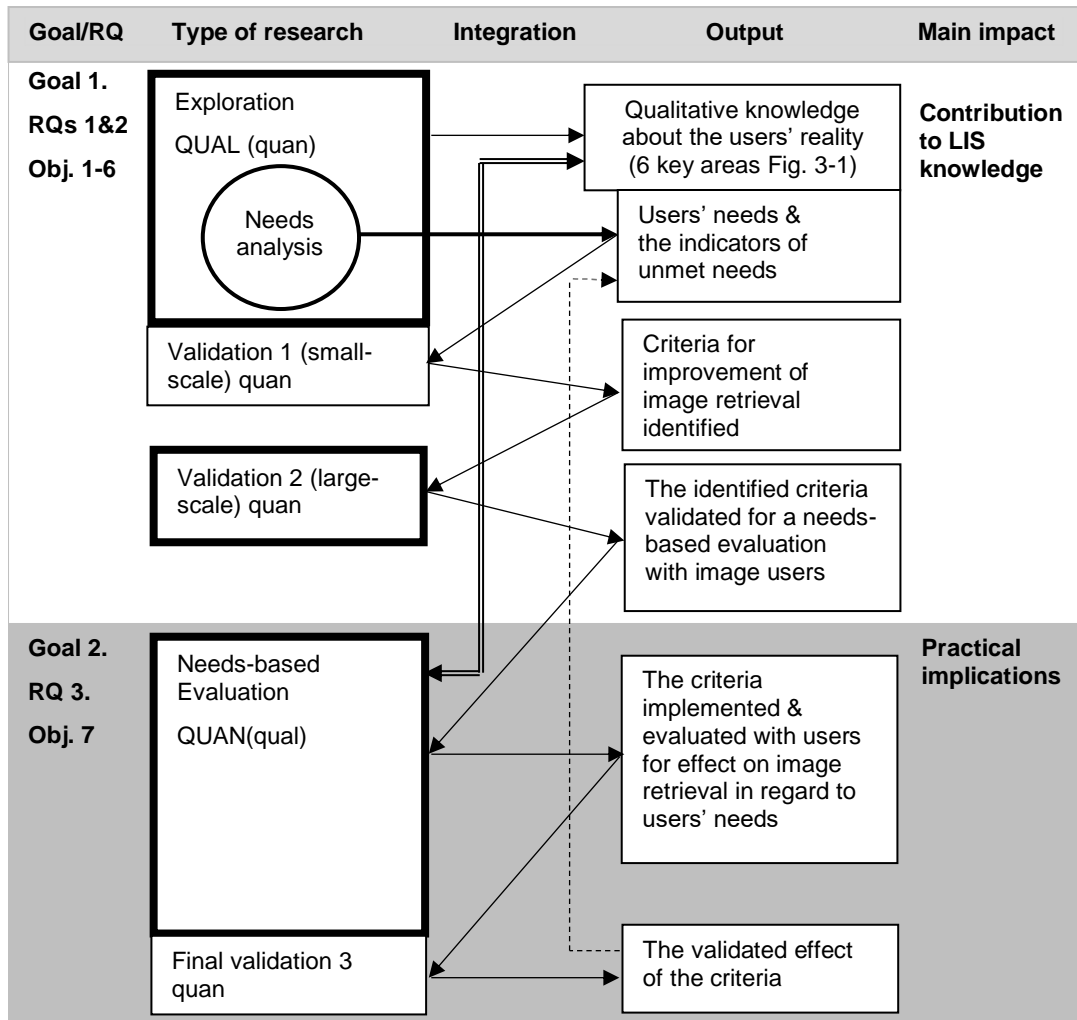 Goal/RQ Type of research Integration Output Main impact
Goal 1.
RQs 1&2
Obj. 1-6
Exploration
QUAL (quan)
Needs
analysis
Validation 1 (small-
scale) quan
Validation 2 (large-
scale) quan
Qualitative knowledge
about the users’ reality
(6 key areas Fig. 3-1)
Users’ needs &
the indicators of
unmet needs
Criteria for
improvement of
image retrieval
identified
The identified criteria
validated for a needs-
based evaluation
with image users
Contribution
to LIS
knowledge
Goal 2.
RQ 3.
Obj. 7
Needs-based
Evaluation
QUAN(qual)
Final validation 3
quan
The criteria
implemented &
evaluated with users
for effect on image
retrieval in regard to
users’ needs
The validated effect
of the criteria
Practical
implications